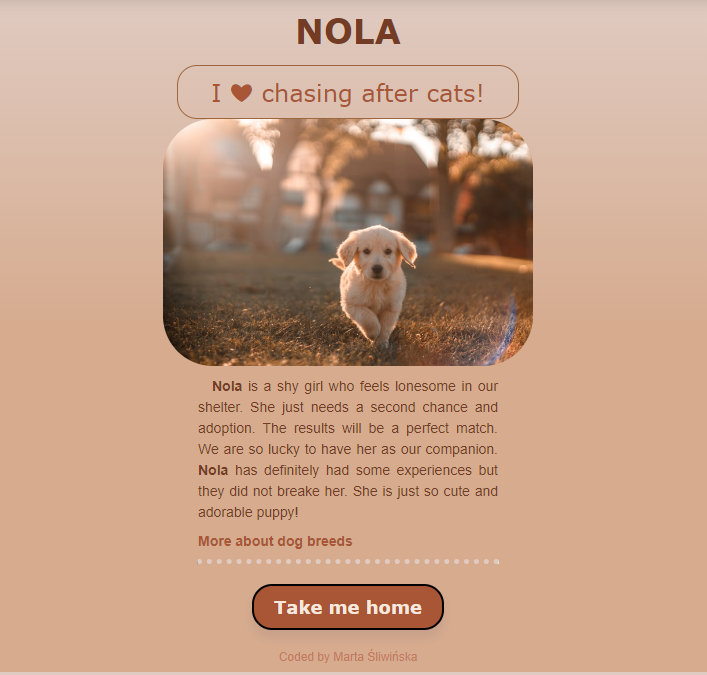 NOLA
I ❤ chasing after cats!
Nola is a shy girl who feels lonesome in our
shelter. She just needs a second chance and
adoption. The results will be a perfect match.
We are so lucky to have her as our companion.
Nola has definitely had some experiences but
they did not breake her. She is just so cute and
adorable puppy!
More about dog breeds
Take me home
Coded by Marta Śliwińska